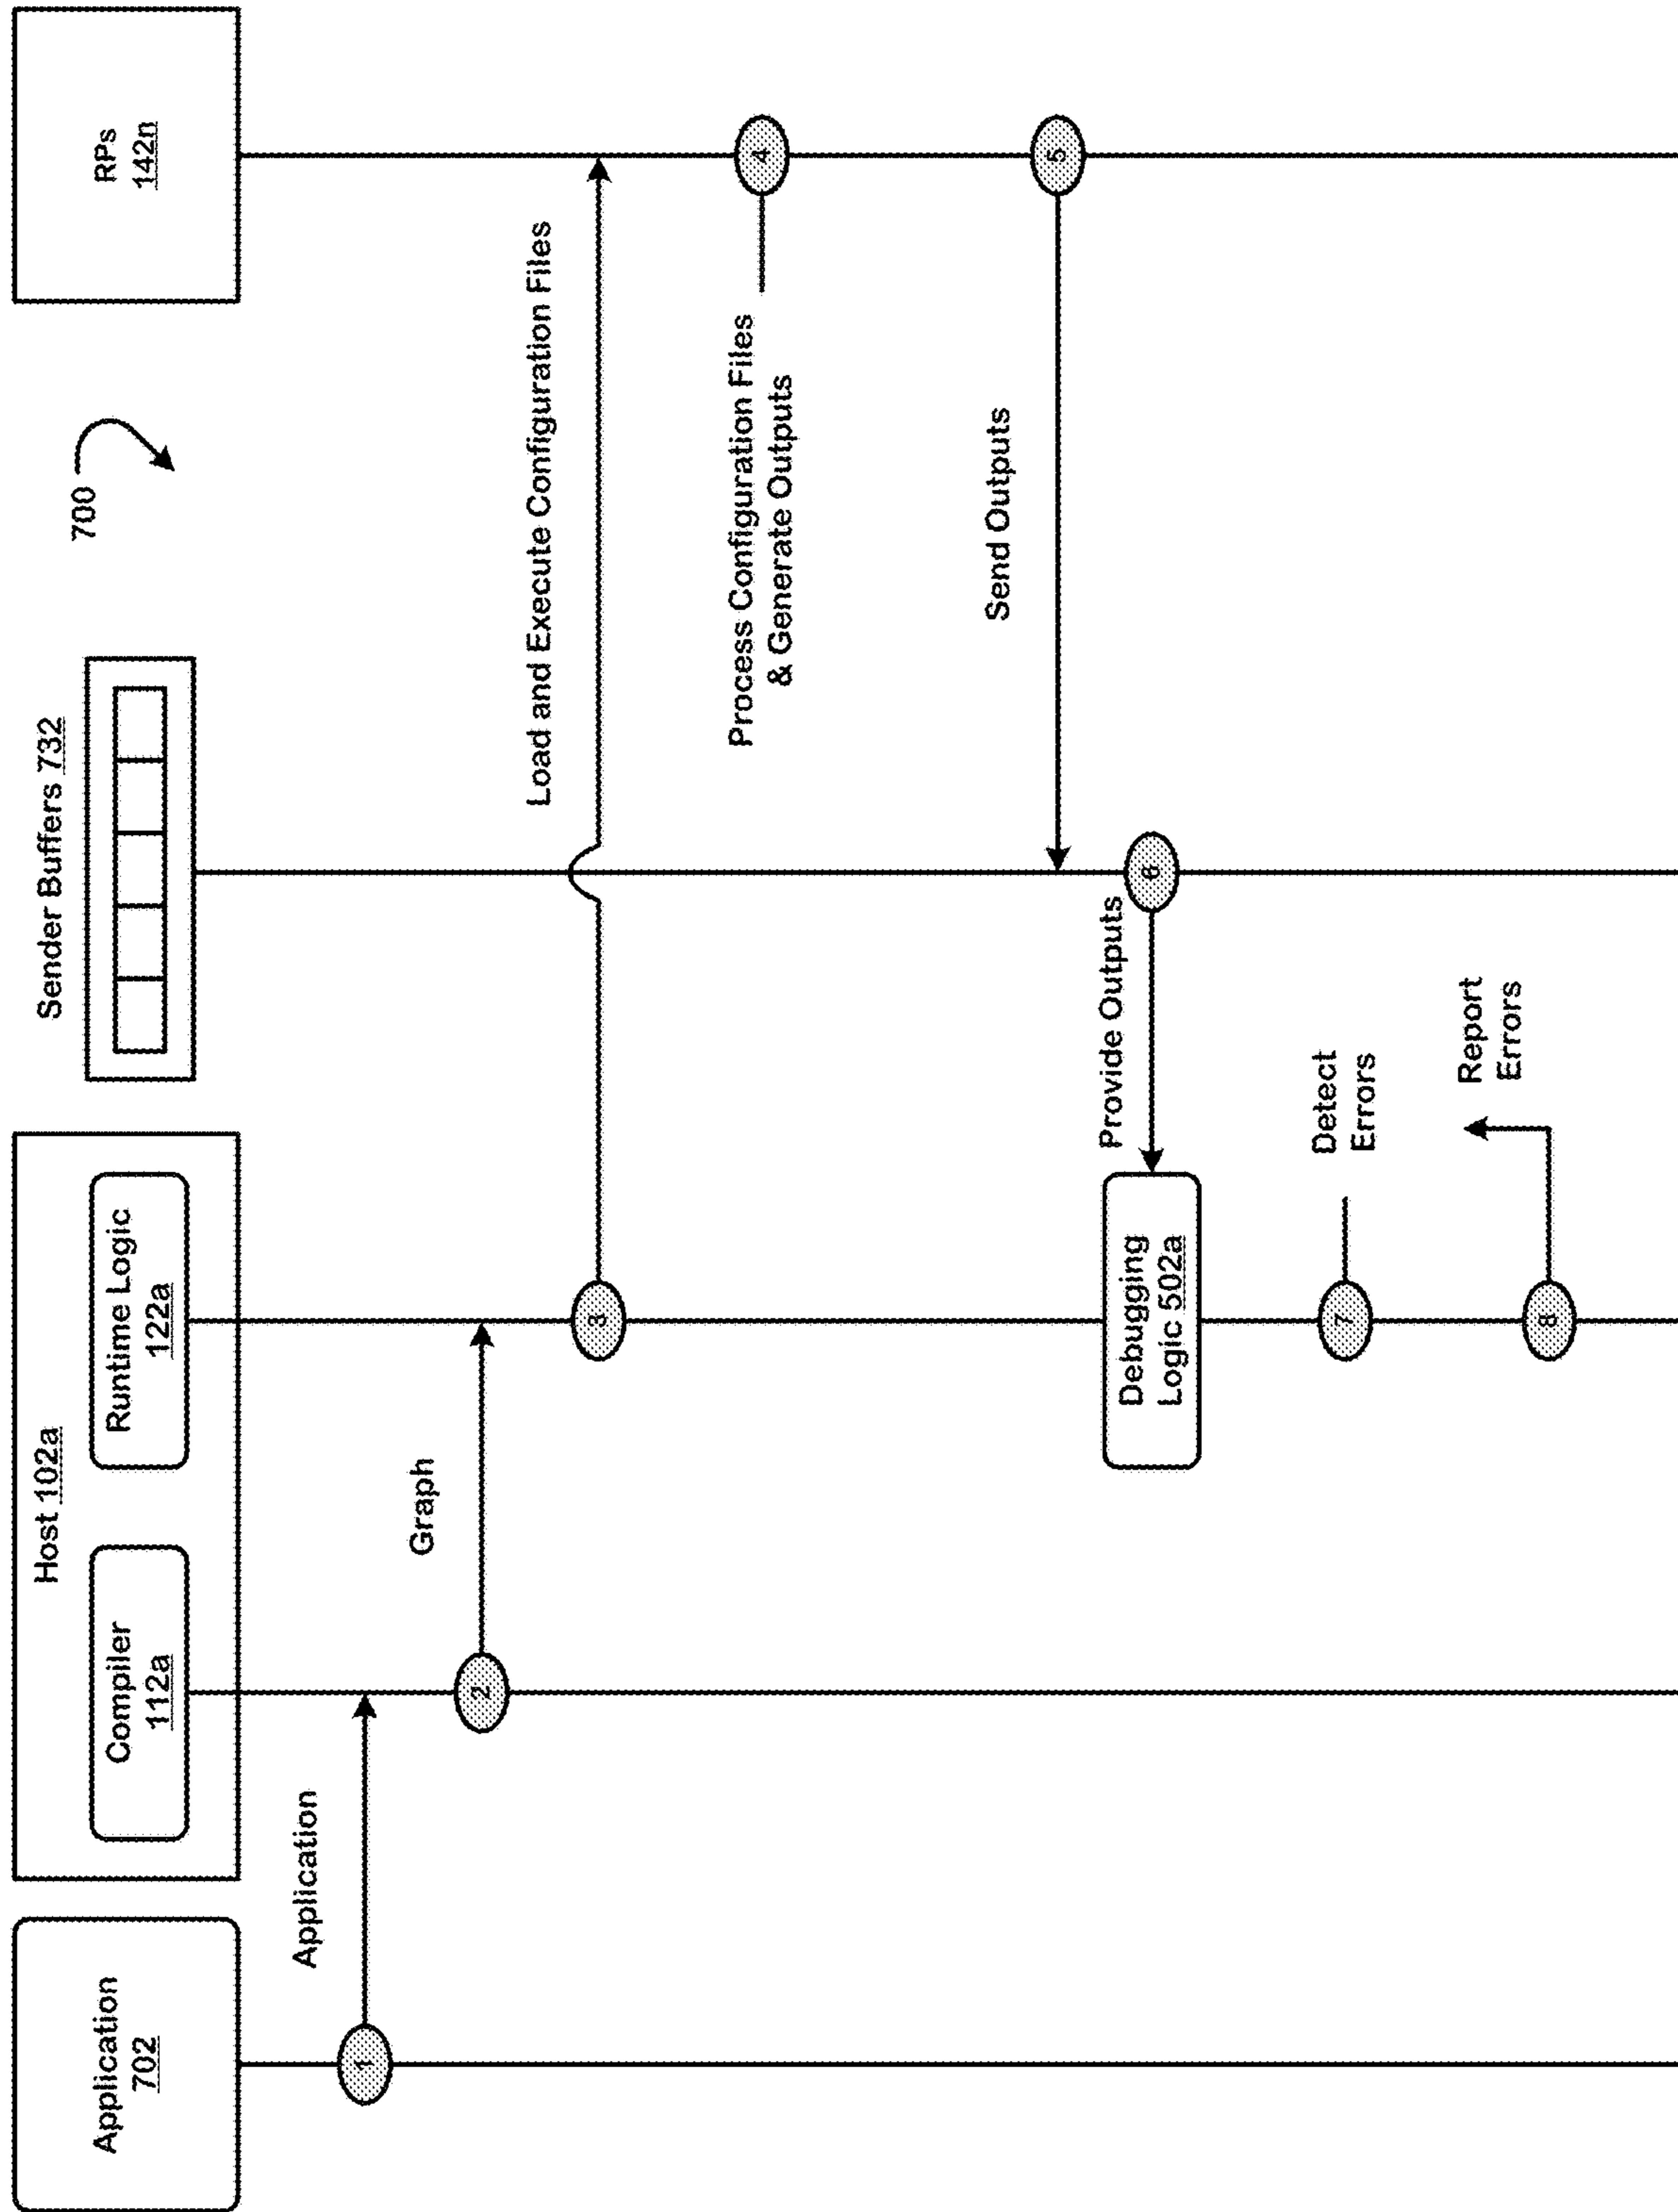 700
Application
702
Host 102a
Compiler
112a
Runtime Logic
122a
Sender Buffers 732
RPs
142n
Application
1
Graph
2
Load and Execute Configuration Files
3
Process Configuration Files
& Generate Outputs
4
Send Outputs
5
Provide Outputs
6
Debugging
Logic 502a
Detect
Errors
7
Report
Errors
8